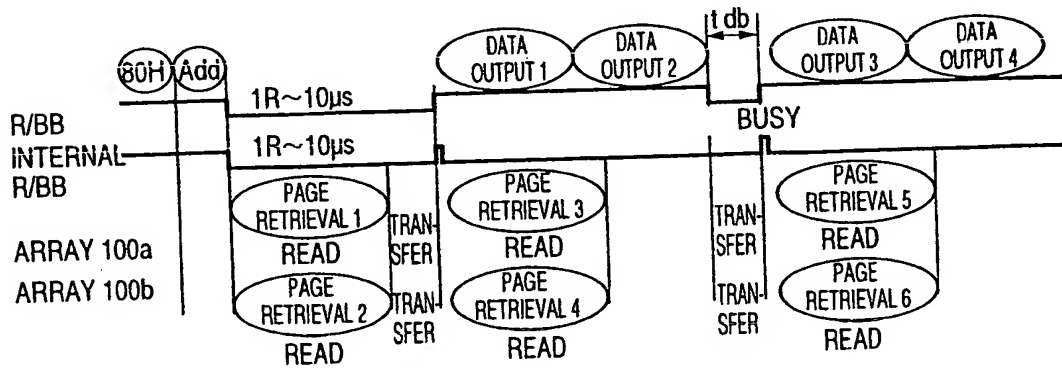 80H Add
DATA OUTPUT 1
DATA OUTPUT 2
t db
DATA OUTPUT 3
DATA OUTPUT 4
R/BB
1R~10µs
BUSY
INTERNAL R/BB
1R~10µs
ARRAY 100a
PAGE RETRIEVAL 1
READ
TRAN-
SFER
PAGE RETRIEVAL 3
READ
TRAN-
SFER
PAGE RETRIEVAL 5
READ
ARRAY 100b
PAGE RETRIEVAL 2
READ
TRAN-
SFER
PAGE RETRIEVAL 4
READ
TRAN-
SFER
PAGE RETRIEVAL 6
READ